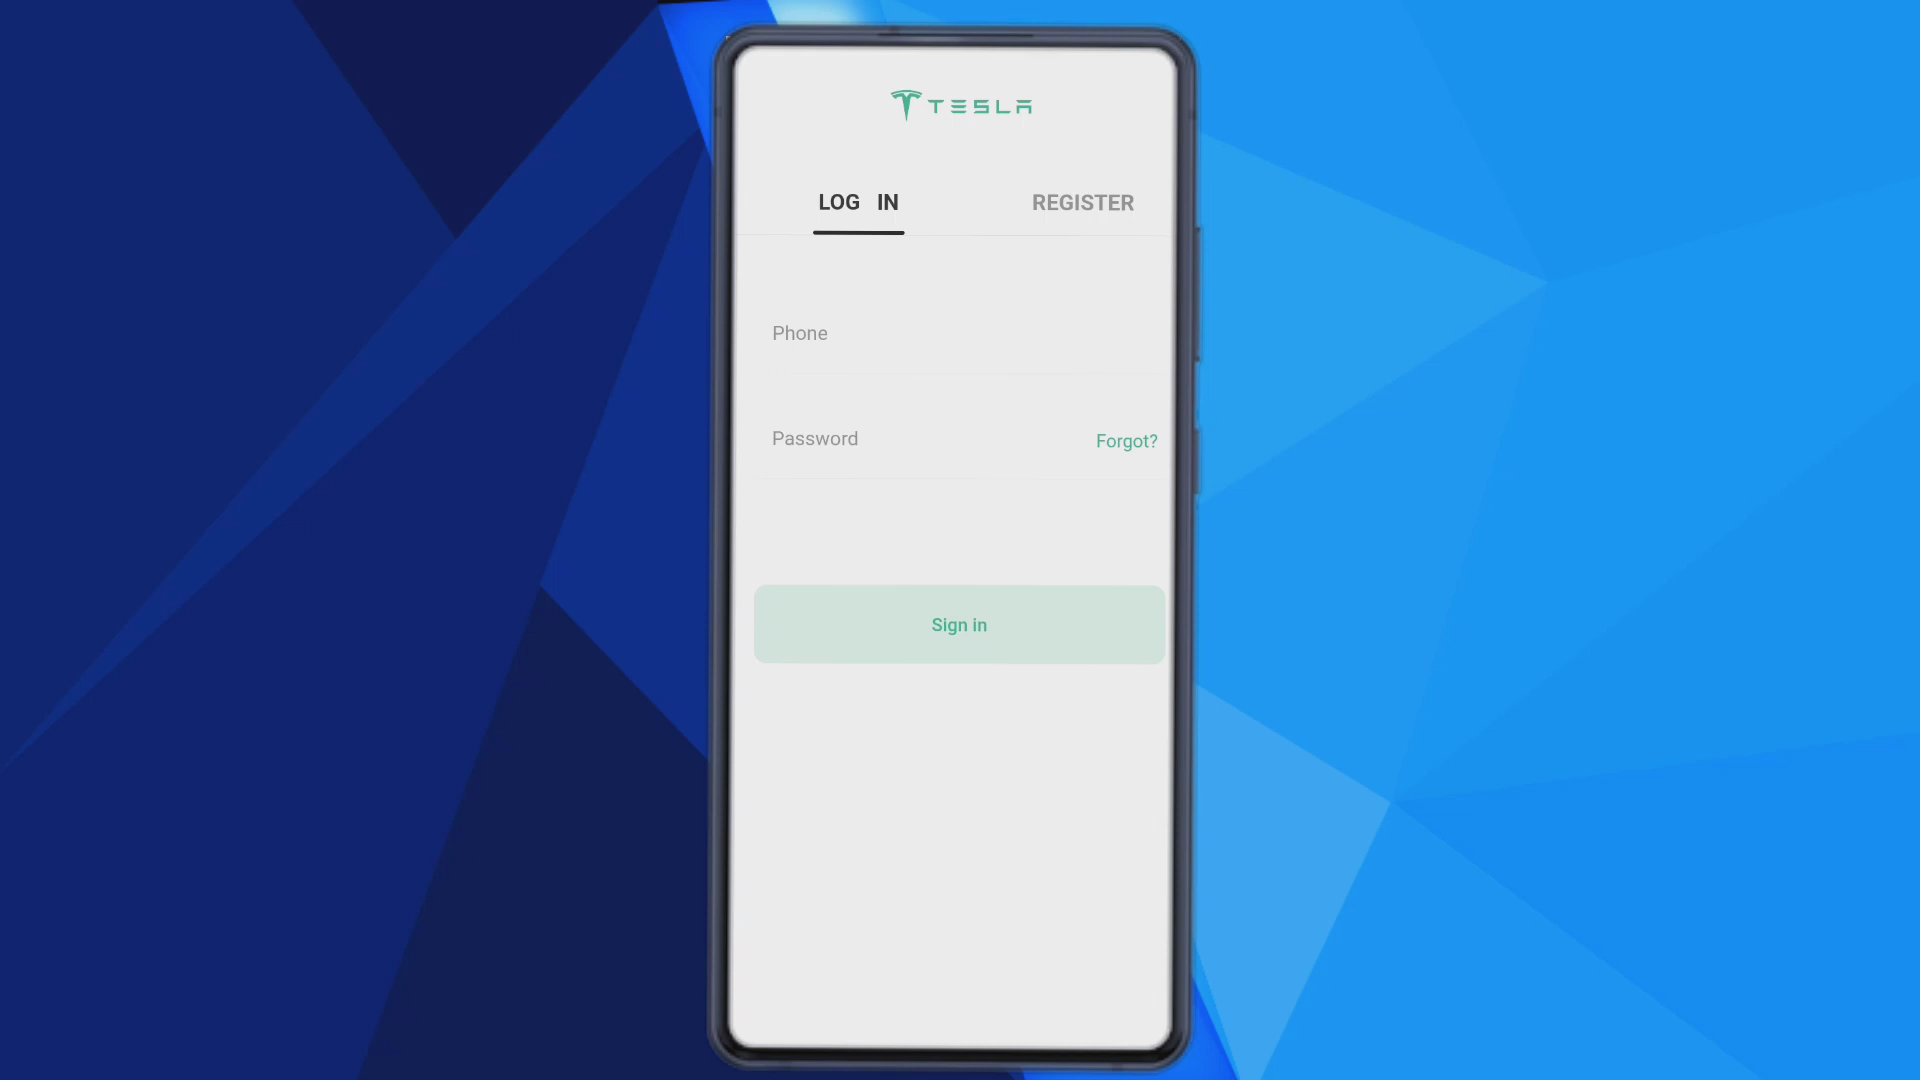 TESLA
LOG IN REGISTER
Phone
Password Forgot?
Sign in